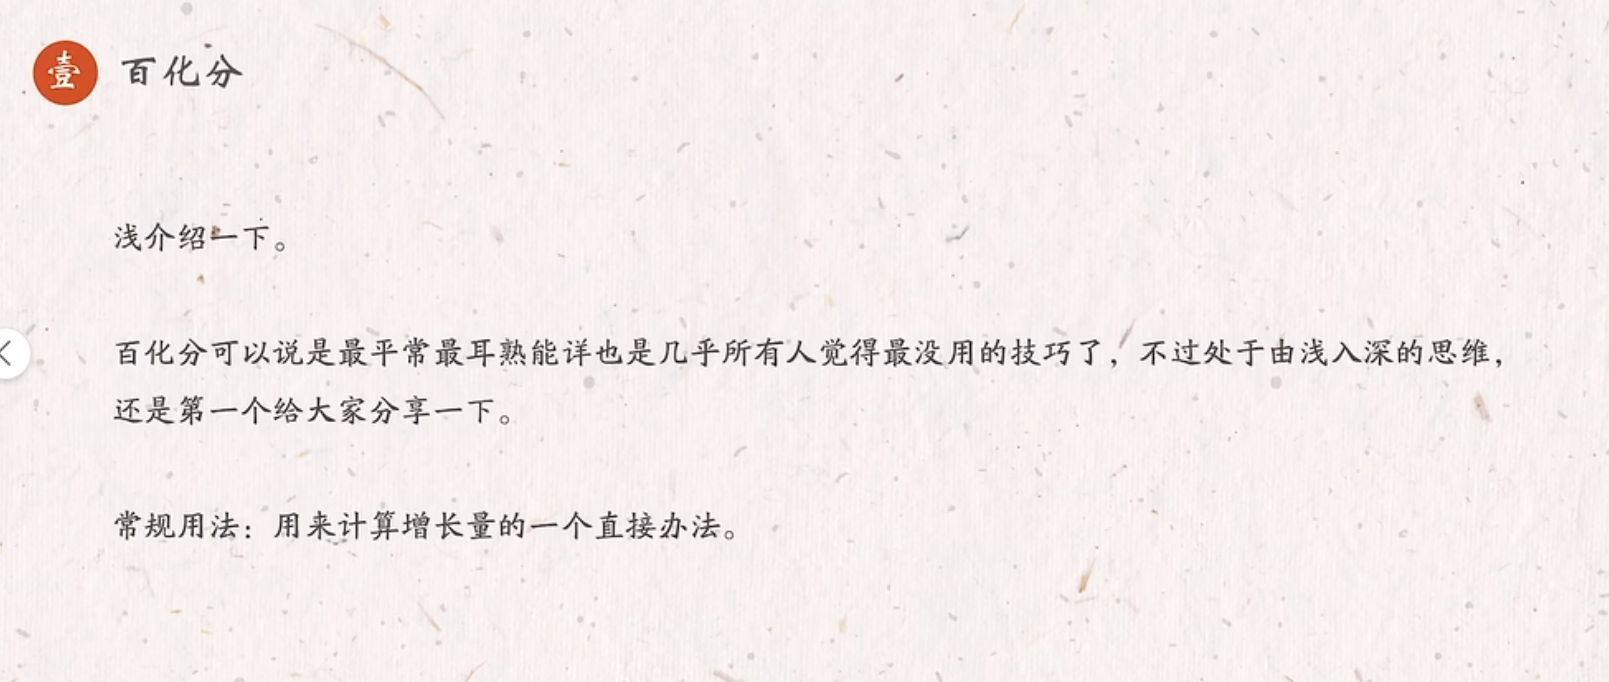 壹 百化分
浅介绍一下。
百化分可以说是最平常最耳熟能详也是几乎所有人觉得最没用的技巧了，不过处于由浅入深的思维，
还是第一个给大家分享一下。
常规用法：用来计算增长量的一个直接办法。